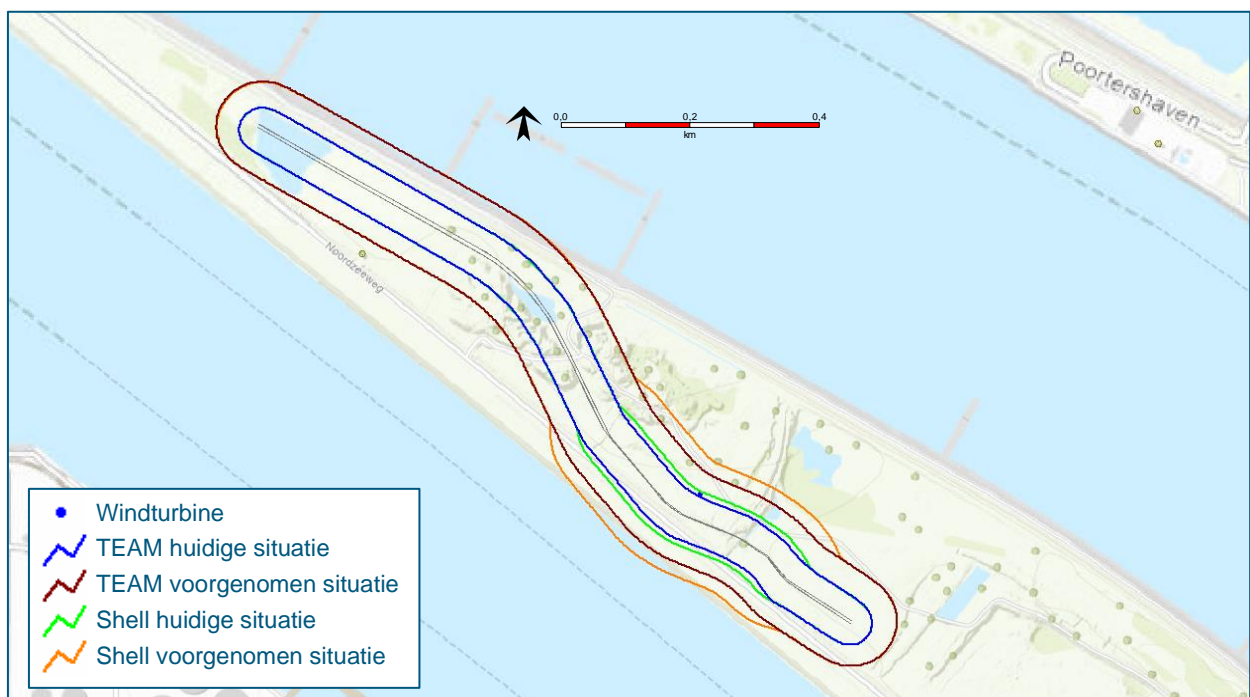 Poortershaven
0,0 0,2 0,4
km
Noordzeeweg
Windturbine
TEAM huidige situatie
TEAM voorgenomen situatie
Shell huidige situatie
Shell voorgenomen situatie